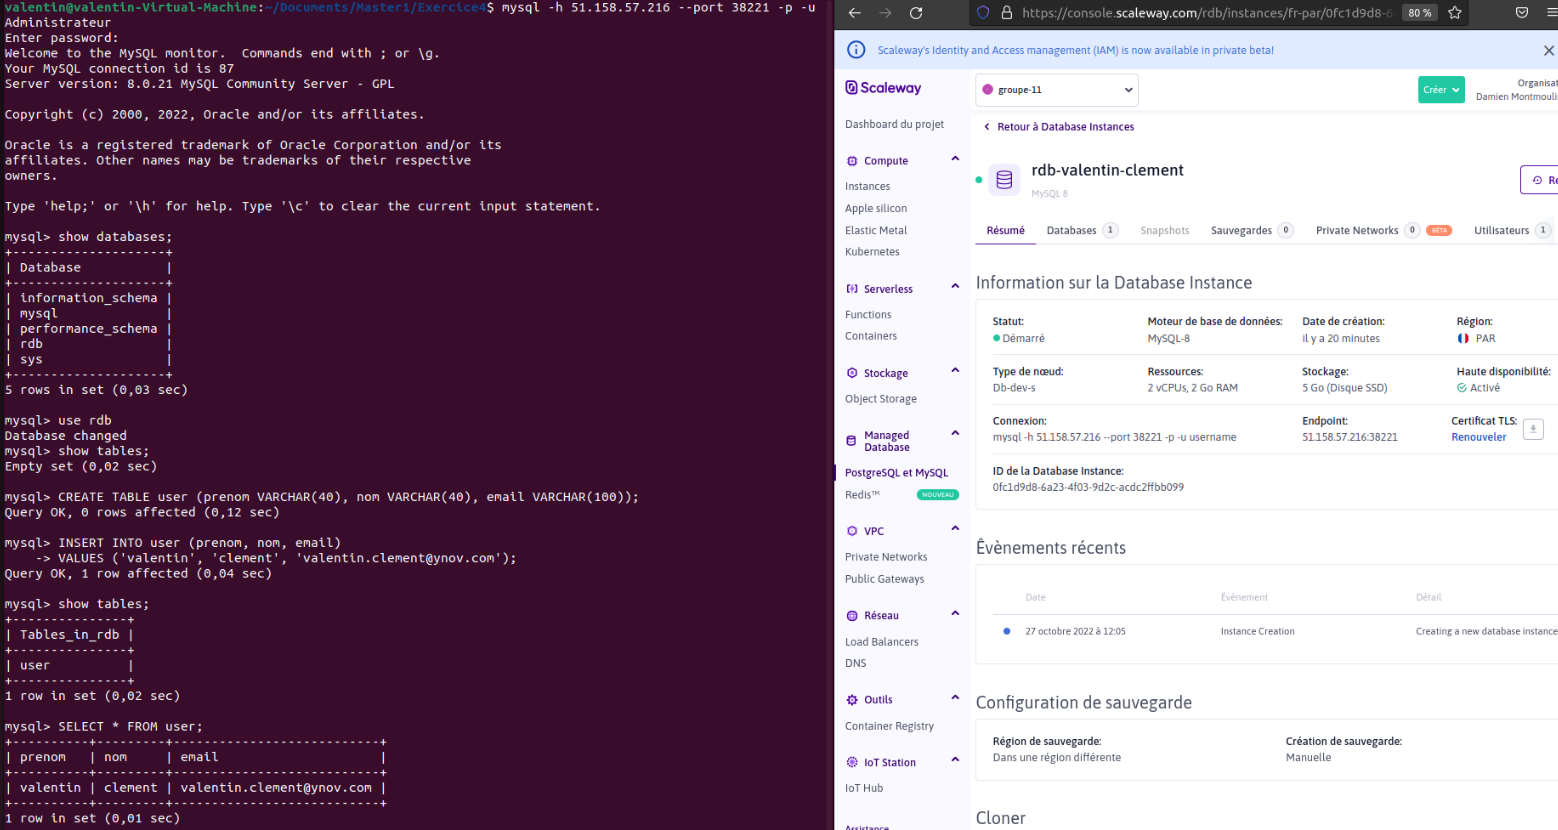 valentin@valentin-Virtual-Machine:~/Documents/Master1/Exercice4$ mysql -h 51.158.57.216 --port 38221 -p -u
Administrateur
Enter password:
Welcome to the MySQL monitor.  Commands end with ; or \g.
Your MySQL connection id is 87
Server version: 8.0.21 MySQL Community Server - GPL
Copyright (c) 2000, 2022, Oracle and/or its affiliates.
Oracle is a registered trademark of Oracle Corporation and/or its
affiliates. Other names may be trademarks of their respective
owners.
Type 'help;' or '\h' for help. Type '\c' to clear the current input statement.
mysql> show databases;
+--------------------+
| Database           |
+--------------------+
| information_schema |
| mysql              |
| performance_schema |
| rdb                |
| sys                |
+--------------------+
5 rows in set (0,03 sec)
mysql> use rdb
Database changed
mysql> show tables;
Empty set (0,02 sec)
mysql> CREATE TABLE user (prenom VARCHAR(40), nom VARCHAR(40), email VARCHAR(100));
Query OK, 0 rows affected (0,12 sec)
mysql> INSERT INTO user (prenom, nom, email)
    -> VALUES ('valentin', 'clement', 'valentin.clement@ynov.com');
Query OK, 1 row affected (0,04 sec)
mysql> show tables;
+---------------+
| Tables_in_rdb |
+---------------+
| user          |
+---------------+
1 row in set (0,02 sec)
mysql> SELECT * FROM user;
+----------+---------+---------------------------+
| prenom   | nom     | email                     |
+----------+---------+---------------------------+
| valentin | clement | valentin.clement@ynov.com |
+----------+---------+---------------------------+
1 row in set (0,01 sec)
https://console.scaleway.com/rdb/instances/fr-par/0fc1d9d8-6 80 %
Scaleway's Identity and Access management (IAM) is now available in private beta!
Scaleway
groupe-11
Créer
Organisat
Damien Montmouli
Dashboard du projet
Compute
Instances
Apple silicon
Elastic Metal
Kubernetes
Serverless
Functions
Containers
Stockage
Object Storage
Managed
Database
PostgreSQL et MySQL
Redis™ NOUVEAU
VPC
Private Networks
Public Gateways
Réseau
Load Balancers
DNS
Outils
Container Registry
IoT Station
IoT Hub
Assistance
Retour à Database Instances
rdb-valentin-clement
MySQL 8
Re
Résumé Databases 1 Snapshots Sauvegardes 0 Private Networks 0 BÊTA Utilisateurs 1
Information sur la Database Instance
Statut: Moteur de base de données: Date de création: Région:
Démarré MySQL-8 il y a 20 minutes PAR
Type de nœud: Ressources: Stockage: Haute disponibilité:
Db-dev-s 2 vCPUs, 2 Go RAM 5 Go (Disque SSD) Activé
Connexion: Endpoint: Certificat TLS:
mysql -h 51.158.57.216 --port 38221 -p -u username 51.158.57.216:38221 Renouveler
ID de la Database Instance:
0fc1d9d8-6a23-4f03-9d2c-acdc2ffbb099
Évènements récents
Date Évènement Détail
27 octobre 2022 à 12:05 Instance Creation Creating a new database instance
Configuration de sauvegarde
Région de sauvegarde: Création de sauvegarde:
Dans une région différente Manuelle
Cloner